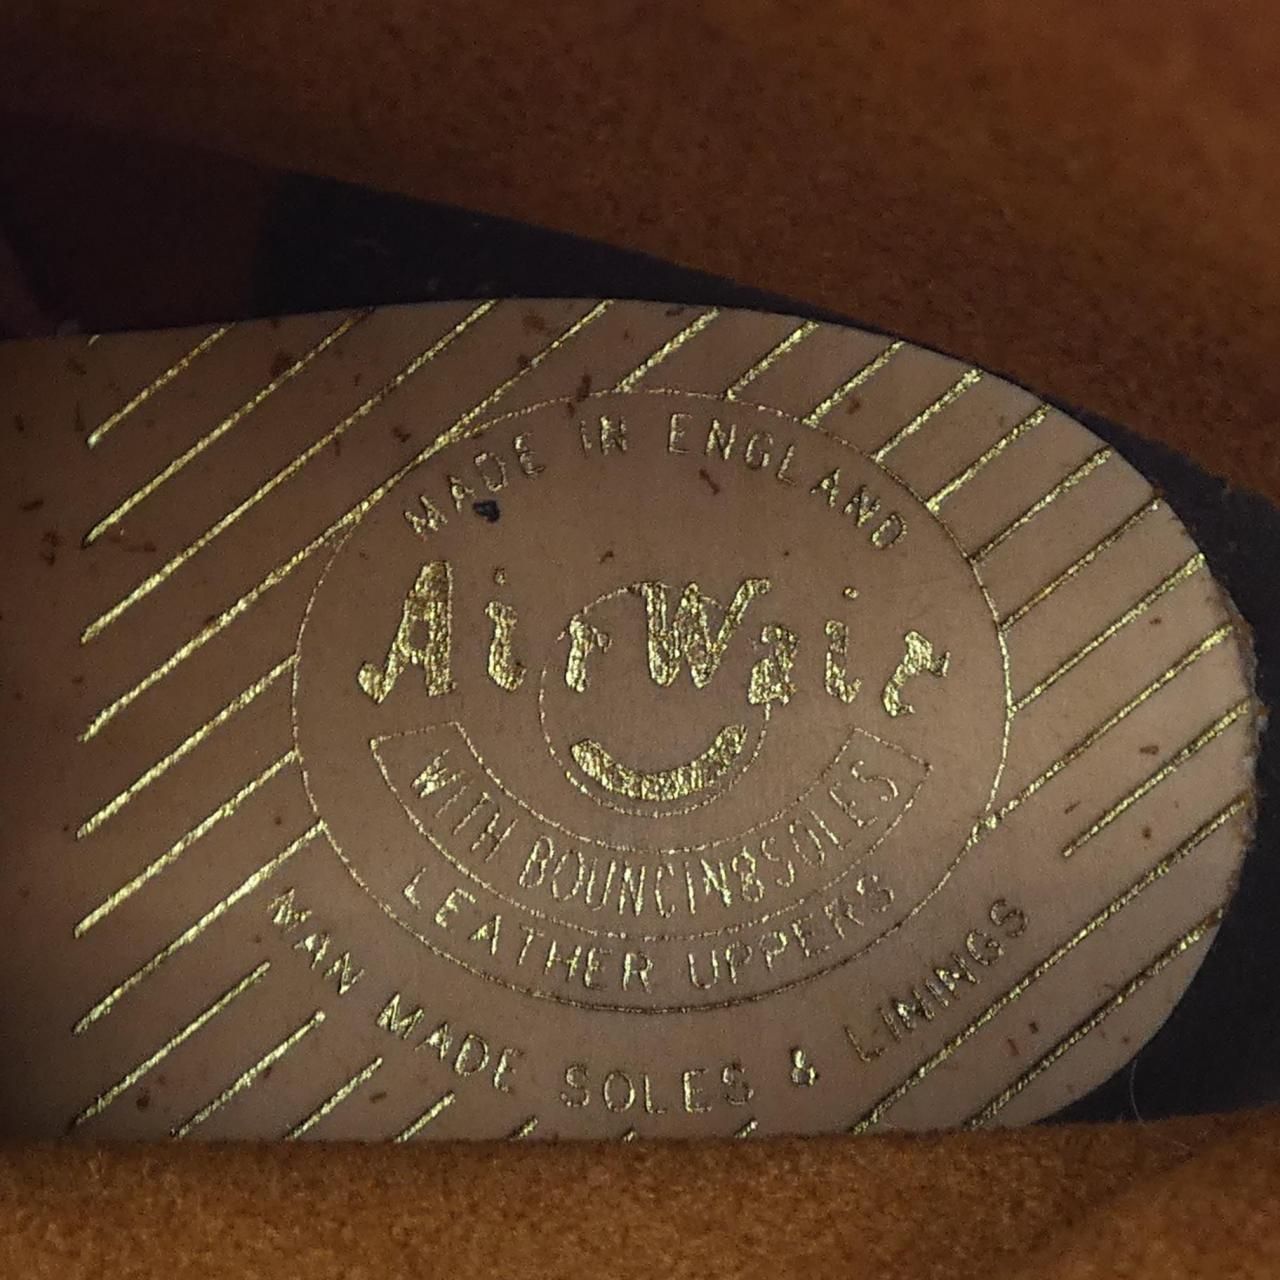 MADE IN ENGLAND
AirWair
WITH BOUNCING SOLES
LEATHER UPPERS
MAN MADE SOLES & LININGS